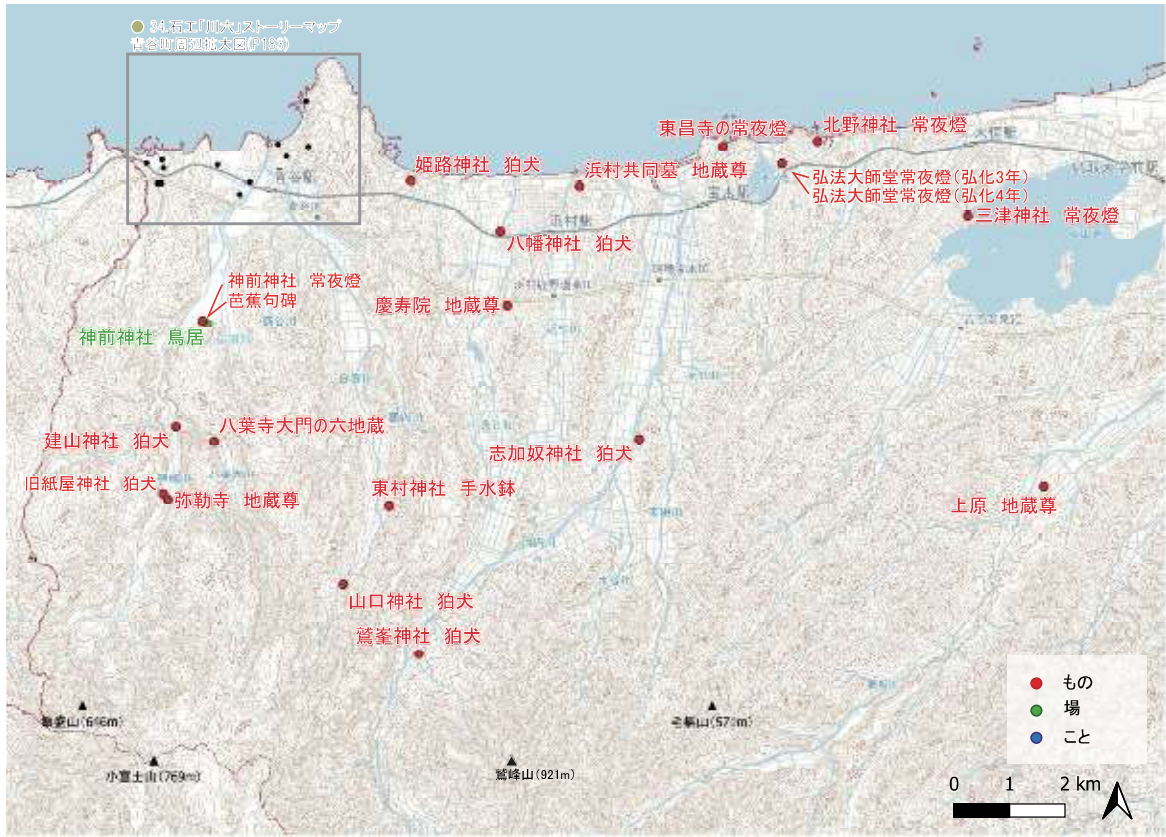 34.石工「川六」ストーリーマップ
青谷町周辺拡大図(P183)
東昌寺の常夜燈
北野神社 常夜燈
姫路神社 狛犬
浜村共同墓 地蔵尊
弘法大師堂常夜燈(弘化3年)
弘法大師堂常夜燈(弘化4年)
三津神社 常夜燈
八幡神社 狛犬
浜村駅
神前神社 常夜燈
芭蕉句碑
慶寿院 地蔵尊
神前神社 鳥居
八葉寺大門の六地蔵
建山神社 狛犬
志加奴神社 狛犬
旧紙屋神社 狛犬
弥勒寺 地蔵尊
東村神社 手水鉢
上原 地蔵尊
山口神社 狛犬
鷲峯神社 狛犬
小富士山(769m)
鷲峰山(921m)
もの
場
こと
0 1 2 km